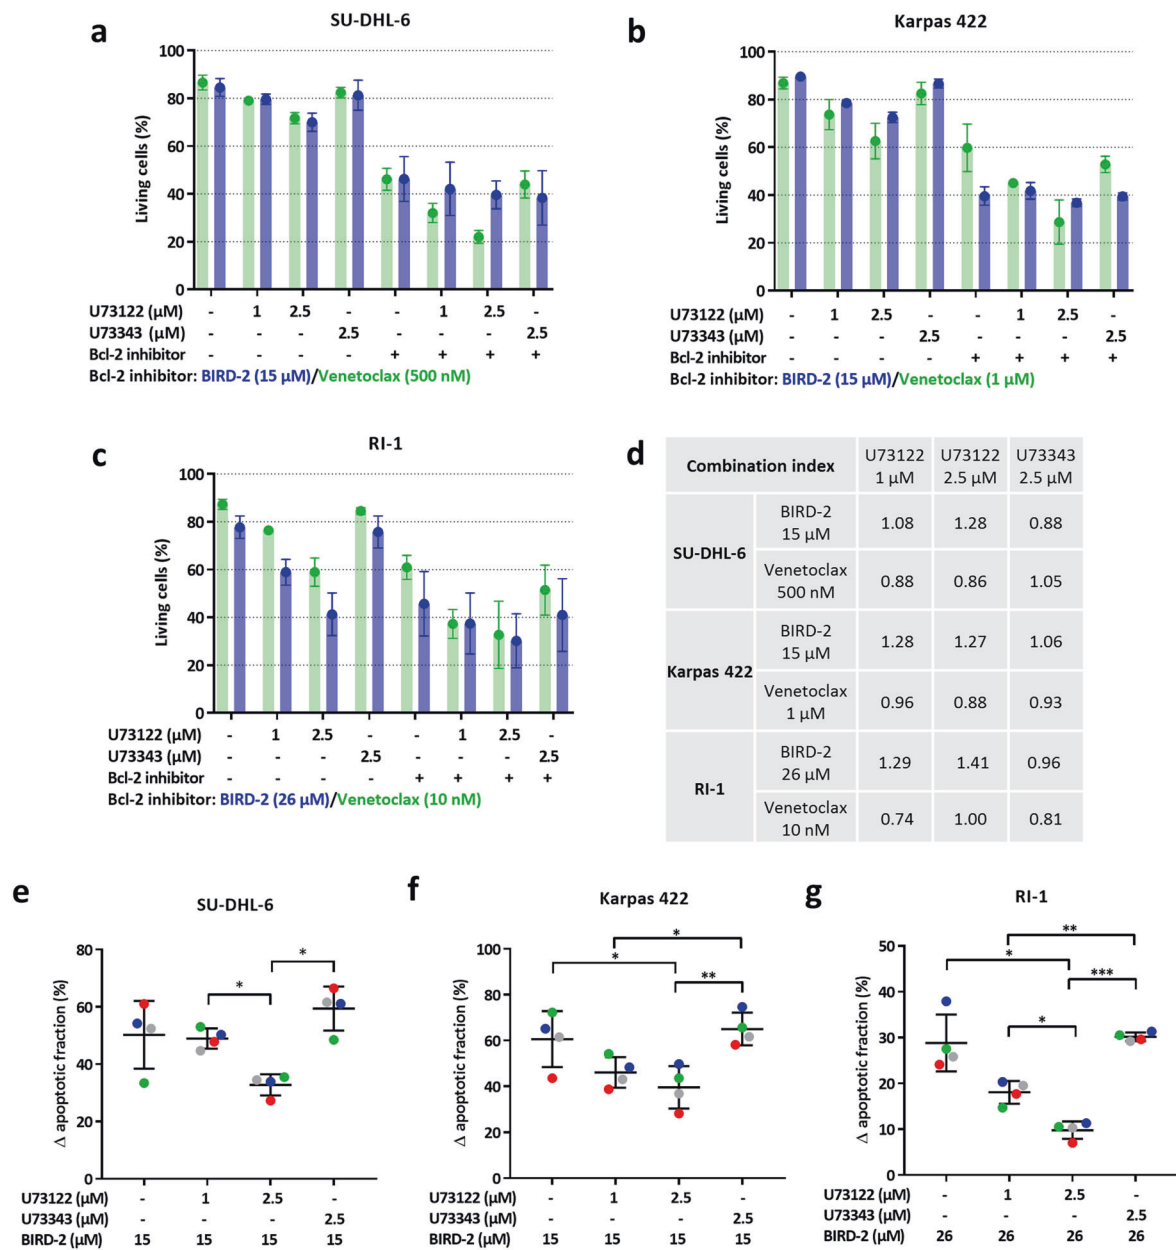 a
SU-DHL-6
100
80
60
40
20
0
Living cells (%)
U73122 (μM) - 1 2.5 - - 1 2.5 -
U73343 (μM) - - - 2.5 - - - 2.5
Bcl-2 inhibitor - - - - + + + +
Bcl-2 inhibitor: BIRD-2 (15 μM)/Venetoclax (500 nM)
b
Karpas 422
100
80
60
40
20
0
Living cells (%)
U73122 (μM) - 1 2.5 - - 1 2.5 -
U73343 (μM) - - - 2.5 - - - 2.5
Bcl-2 inhibitor - - - - + + + +
Bcl-2 inhibitor: BIRD-2 (15 μM)/Venetoclax (1 μM)
c
RI-1
100
80
60
40
20
0
Living cells (%)
U73122 (μM) - 1 2.5 - - 1 2.5 -
U73343 (μM) - - - 2.5 - - - 2.5
Bcl-2 inhibitor - - - - + + + +
Bcl-2 inhibitor: BIRD-2 (26 μM)/Venetoclax (10 nM)
d
Combination index
U73122 1 μM
U73122 2.5 μM
U73343 2.5 μM
SU-DHL-6
BIRD-2 15 μM 1.08 1.28 0.88
Venetoclax 500 nM 0.88 0.86 1.05
Karpas 422
BIRD-2 15 μM 1.28 1.27 1.06
Venetoclax 1 μM 0.96 0.88 0.93
RI-1
BIRD-2 26 μM 1.29 1.41 0.96
Venetoclax 10 nM 0.74 1.00 0.81
e
SU-DHL-6
80
60
40
20
0
Δ apoptotic fraction (%)
*
*
U73122 (μM) - 1 2.5 -
U73343 (μM) - - - 2.5
BIRD-2 (μM) 15 15 15 15
f
Karpas 422
100
80
60
40
20
0
Δ apoptotic fraction (%)
*
*
**
U73122 (μM) - 1 2.5 -
U73343 (μM) - - - 2.5
BIRD-2 (μM) 15 15 15 15
g
RI-1
50
40
30
20
10
0
Δ apoptotic fraction (%)
**
*
***
*
U73122 (μM) - 1 2.5 -
U73343 (μM) - - - 2.5
BIRD-2 (μM) 26 26 26 26